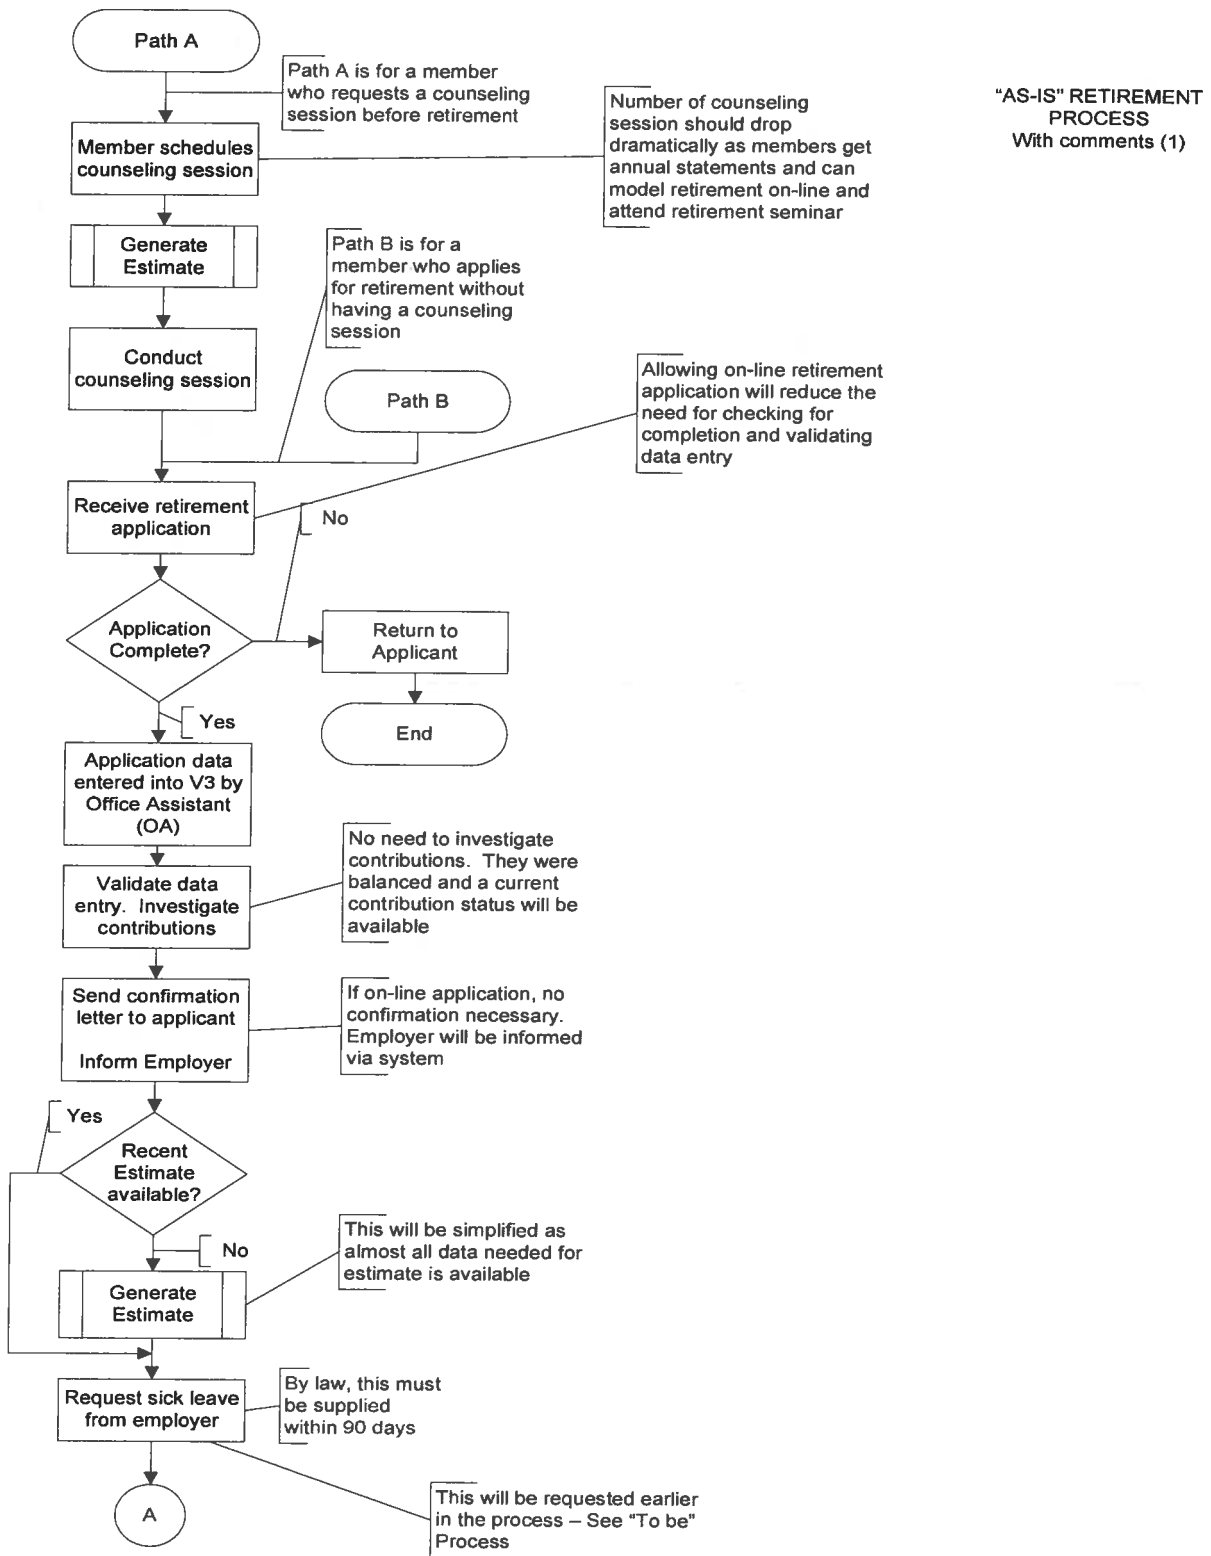 Path A
Path A is for a member
who requests a counseling
session before retirement
"AS-IS" RETIREMENT
PROCESS
With comments (1)
Number of counseling
session should drop
dramatically as members get
annual statements and can
model retirement on-line and
attend retirement seminar
Member schedules
counseling session
Generate
Estimate
Path B is for a
member who applies
for retirement without
having a counseling
session
Conduct
counseling session
Path B
Allowing on-line retirement
application will reduce the
need for checking for
completion and validating
data entry
Receive retirement
application
No
Application
Complete?
Return to
Applicant
End
Yes
Application data
entered into V3 by
Office Assistant
(OA)
No need to investigate
contributions. They were
balanced and a current
contribution status will be
available
Validate data
entry. Investigate
contributions
Send confirmation
letter to applicant
Inform Employer
If on-line application, no
confirmation necessary.
Employer will be informed
via system
Yes
Recent
Estimate
available?
No
This will be simplified as
almost all data needed for
estimate is available
Generate
Estimate
Request sick leave
from employer
By law, this must
be supplied
within 90 days
A
This will be requested earlier
in the process – See "To be"
Process